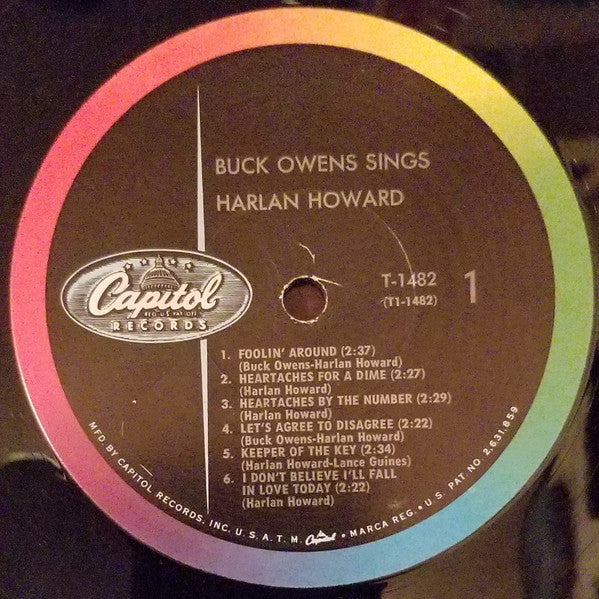 BUCK OWENS SINGS
HARLAN HOWARD
T-1482
(T1-1482)
1
Capitol
REG. U.S. PAT. OFF.
RECORDS
1. FOOLIN' AROUND (2:37)
(Buck Owens-Harlan Howard)
2. HEARTACHES FOR A DIME (2:27)
(Harlan Howard)
3. HEARTACHES BY THE NUMBER (2:29)
(Harlan Howard)
4. LET'S AGREE TO DISAGREE (2:22)
(Buck Owens-Harlan Howard)
5. KEEPER OF THE KEY (2:34)
(Harlan Howard-Lance Guines)
6. I DON'T BELIEVE I'LL FALL
IN LOVE TODAY (2:22)
(Harlan Howard)
MFD. BY CAPITOL RECORDS, INC. U.S.A. T.M. Capitol • MARCA REG. • U.S. PAT. NO. 2,631,859